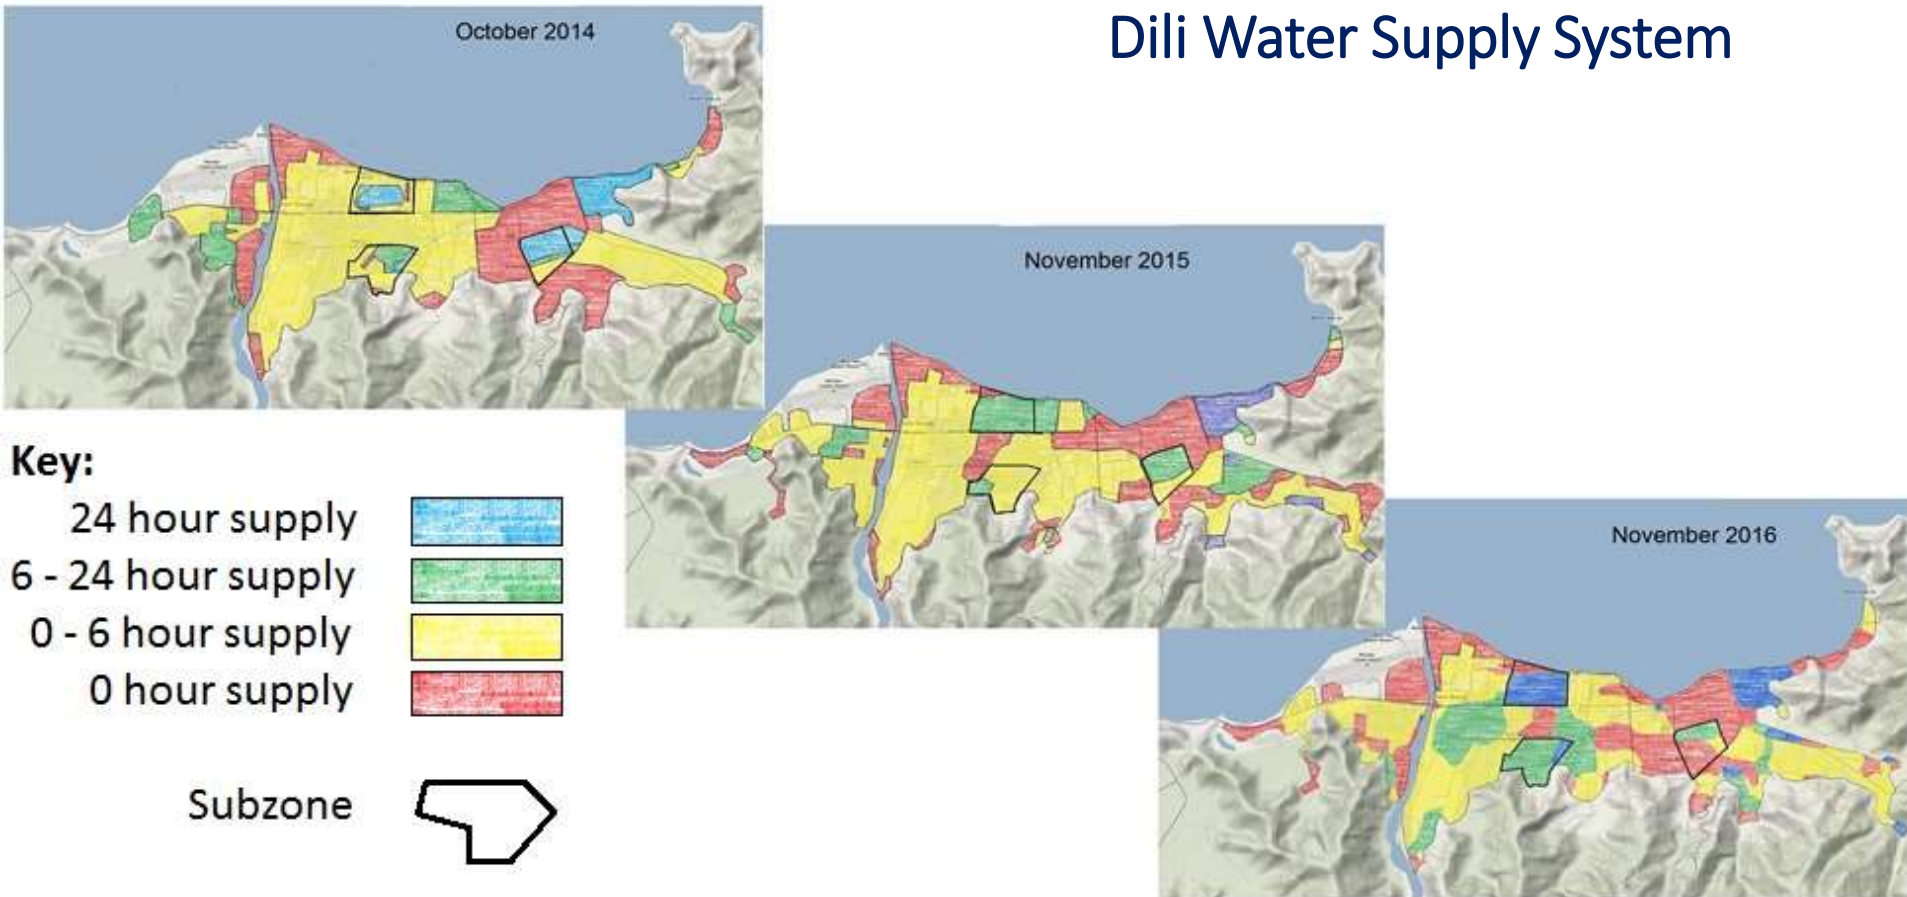 Dili Water Supply System
October 2014
November 2015
November 2016
Key:
24 hour supply
6 - 24 hour supply
0 - 6 hour supply
0 hour supply
Subzone